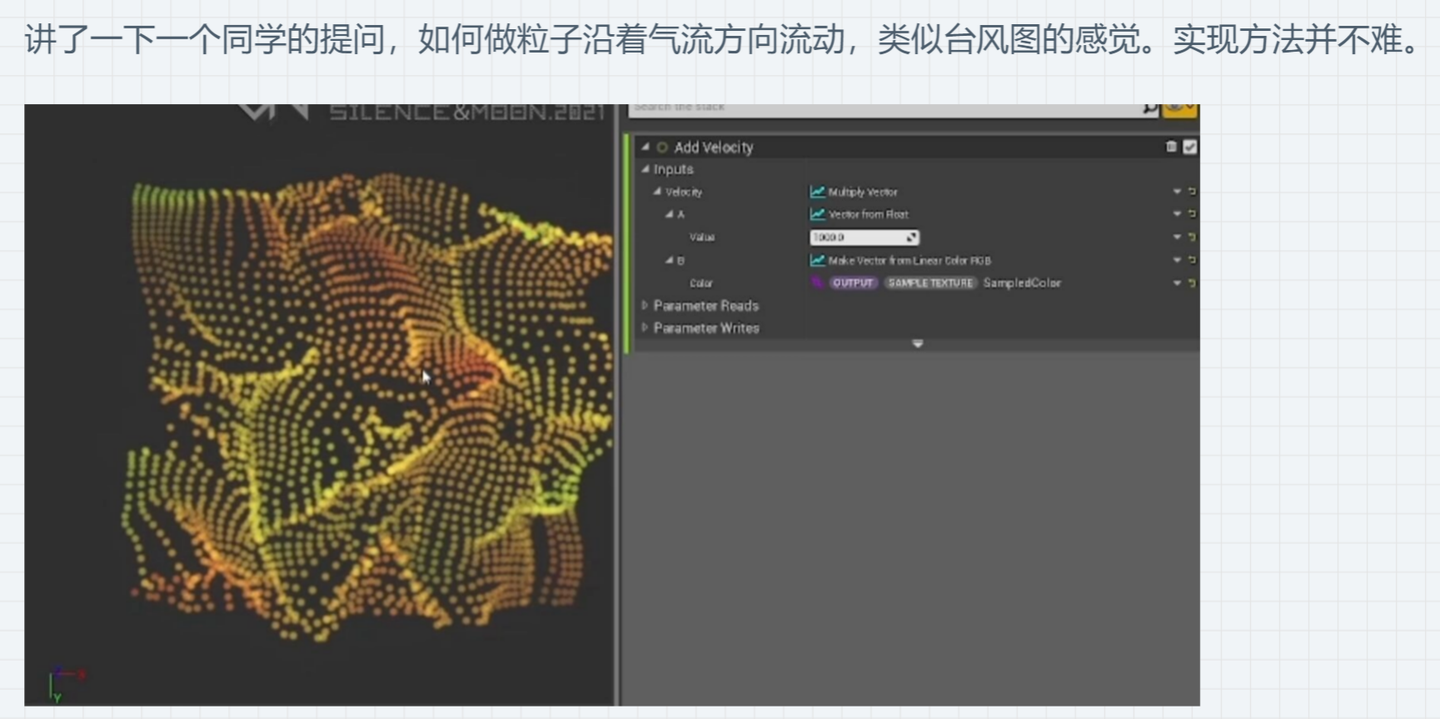 讲了一下一个同学的提问，如何做粒子沿着气流方向流动，类似台风图的感觉。实现方法并不难。
SILENCE&MOON.2021
Search the stack
Add Velocity
Inputs
Velocity Multiply Vector
A Vector from Float
Value 1000.0
B Make Vector from Linear Color RGB
Color OUTPUT SAMPLE TEXTURE SampledColor
Parameter Reads
Parameter Writes
Y